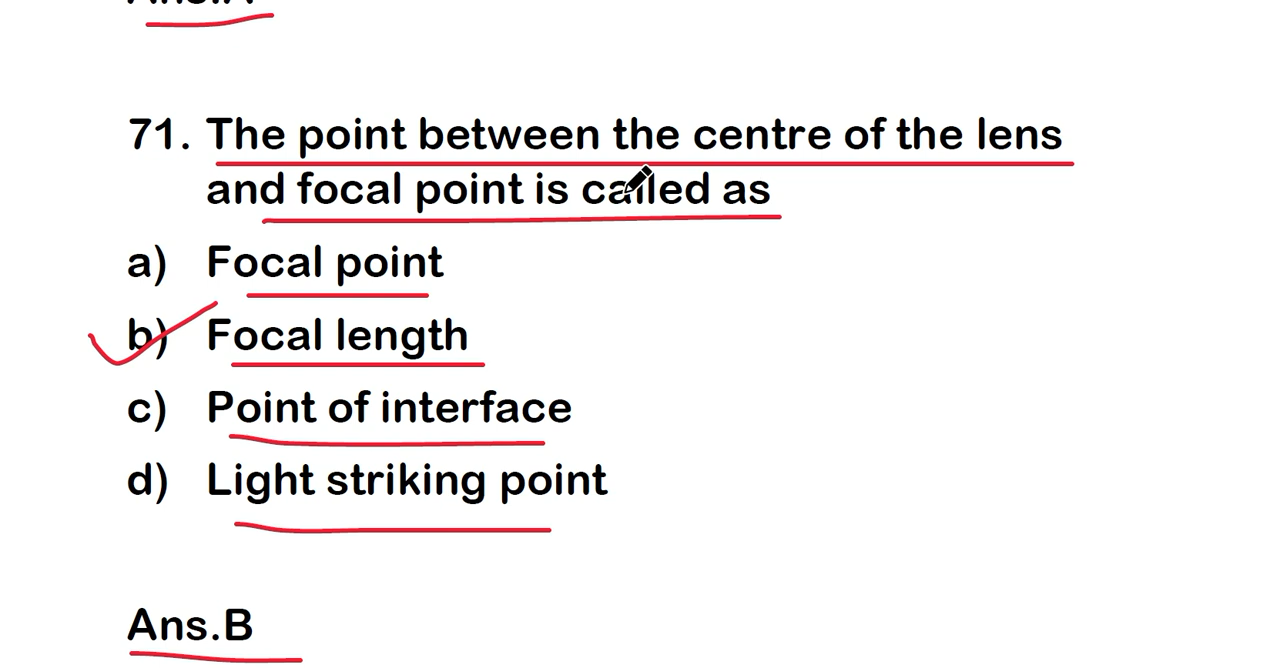 71. The point between the centre of the lens
and focal point is called as
a) Focal point
b) Focal length
c) Point of interface
d) Light striking point
Ans.B